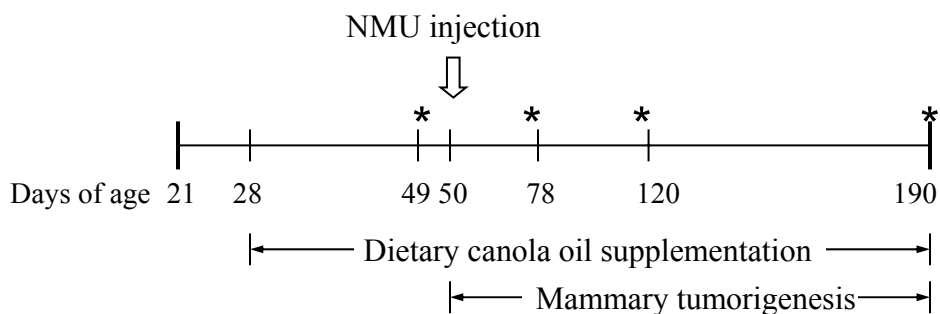 NMU injection
* * * *
Days of age 21 28 49 50 78 120 190
Dietary canola oil supplementation
Mammary tumorigenesis